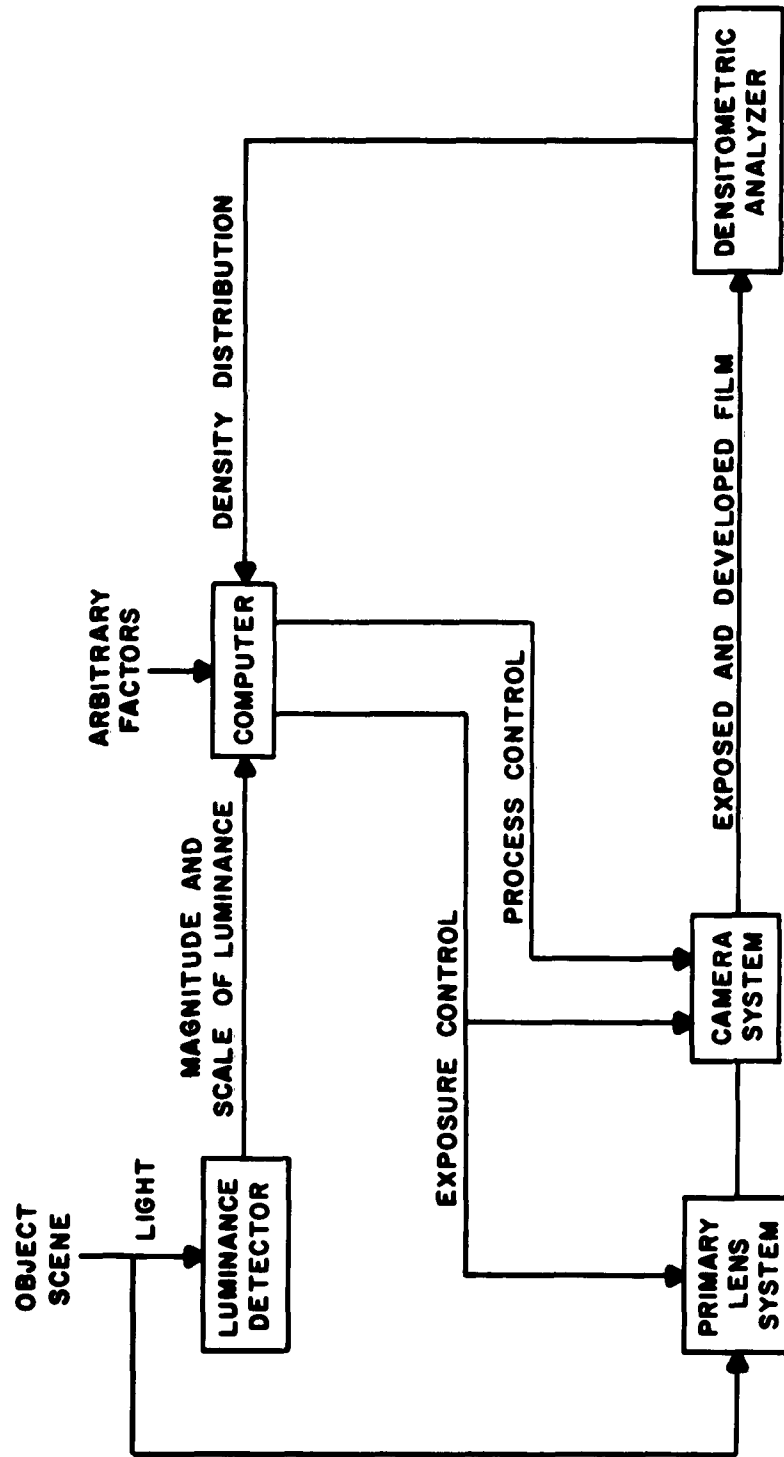 OBJECT
SCENE
LIGHT
LUMINANCE
DETECTOR
MAGNITUDE AND
SCALE OF LUMINANCE
ARBITRARY
FACTORS
COMPUTER
DENSITY DISTRIBUTION
EXPOSURE CONTROL
PROCESS CONTROL
PRIMARY
LENS
SYSTEM
CAMERA
SYSTEM
EXPOSED AND DEVELOPED FILM
DENSITOMETRIC
ANALYZER